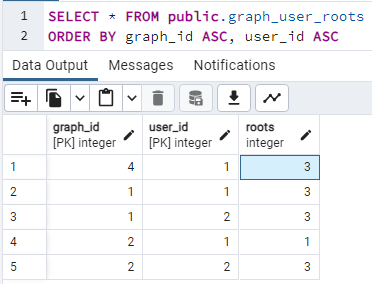 1 SELECT * FROM public.graph_user_roots
2 ORDER BY graph_id ASC, user_id ASC
Data Output Messages Notifications
graph_id user_id roots
[PK] integer [PK] integer integer
1 4 1 3
2 1 1 3
3 1 2 3
4 2 1 1
5 2 2 3